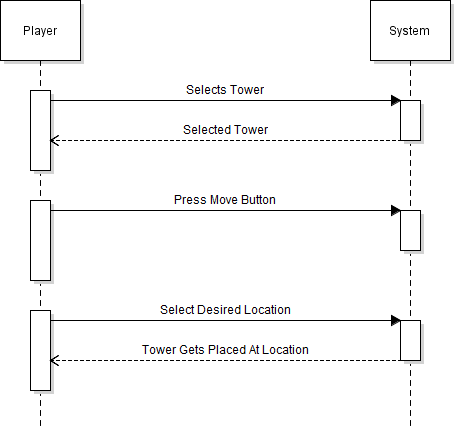 Player
System
Selects Tower
Selected Tower
Press Move Button
Select Desired Location
Tower Gets Placed At Location